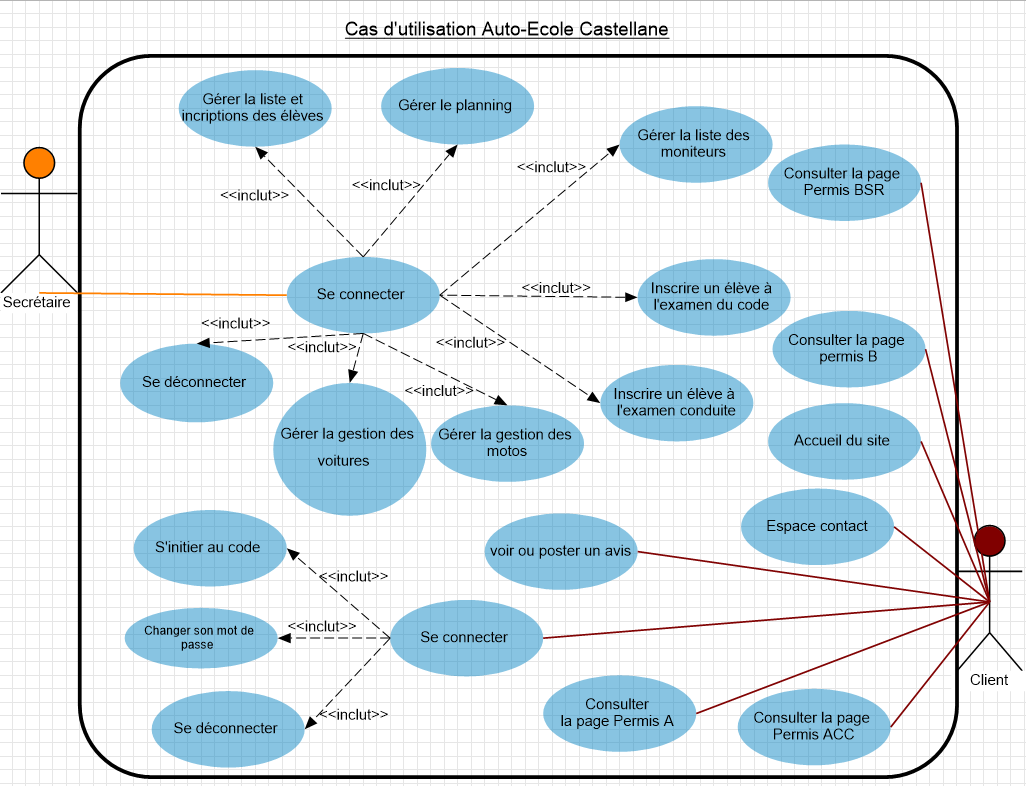 Cas d'utilisation Auto-Ecole Castellane
Gérer la liste et
incriptions des élèves
Gérer le planning
Gérer la liste des
moniteurs
Consulter la page
Permis BSR
<<inclut>>
<<inclut>>
<<inclut>>
Secrétaire
Se connecter
<<inclut>>
Inscrire un élève à
l'examen du code
<<inclut>>
<<inclut>>
<<inclut>>
Consulter la page
permis B
Se déconnecter
<<inclut>>
Inscrire un élève à
l'examen conduite
Gérer la gestion des
voitures
Gérer la gestion des
motos
Accueil du site
Espace contact
S'initier au code
voir ou poster un avis
<<inclut>>
Changer son mot de
passe
<<inclut>>
Se connecter
Client
Se déconnecter
<<inclut>>
Consulter
la page Permis A
Consulter la page
Permis ACC